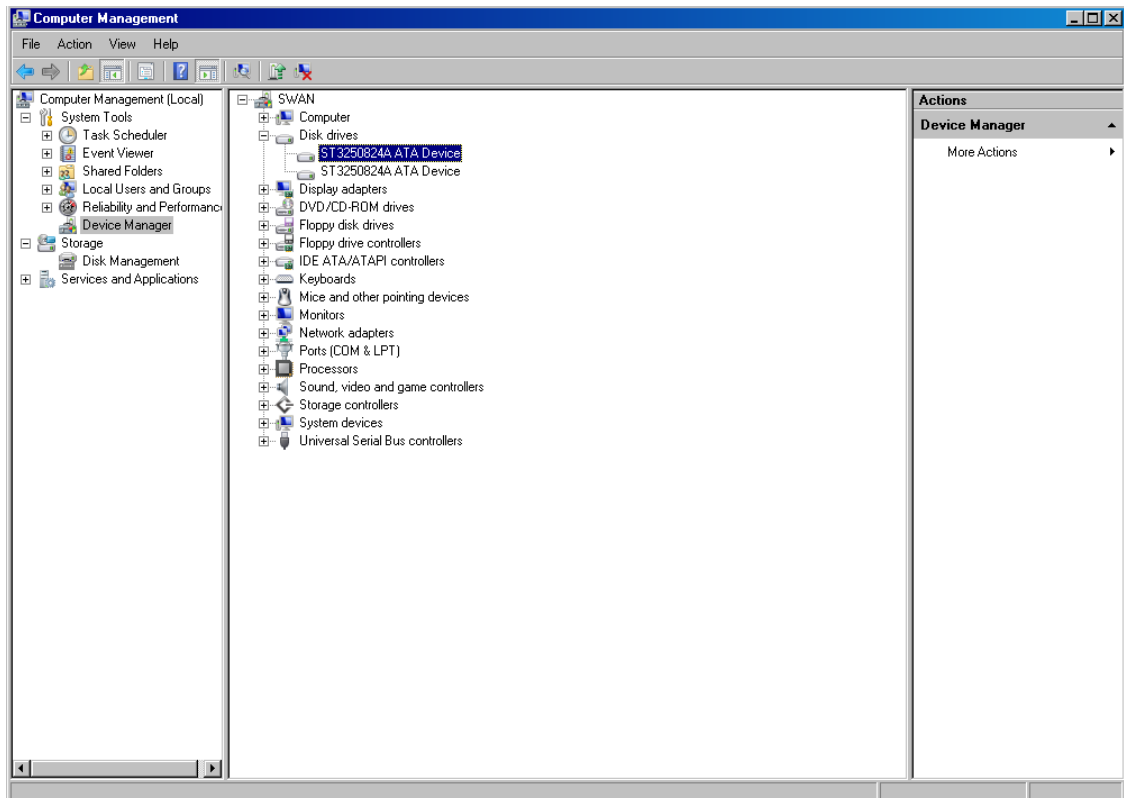 Computer Management
File Action View Help
Computer Management (Local)
System Tools
Task Scheduler
Event Viewer
Shared Folders
Local Users and Groups
Reliability and Performanc
Device Manager
Storage
Disk Management
Services and Applications
SWAN
Computer
Disk drives
ST3250824A ATA Device
ST3250824A ATA Device
Display adapters
DVD/CD-ROM drives
Floppy disk drives
Floppy drive controllers
IDE ATA/ATAPI controllers
Keyboards
Mice and other pointing devices
Monitors
Network adapters
Ports (COM & LPT)
Processors
Sound, video and game controllers
Storage controllers
System devices
Universal Serial Bus controllers
Actions
Device Manager
More Actions